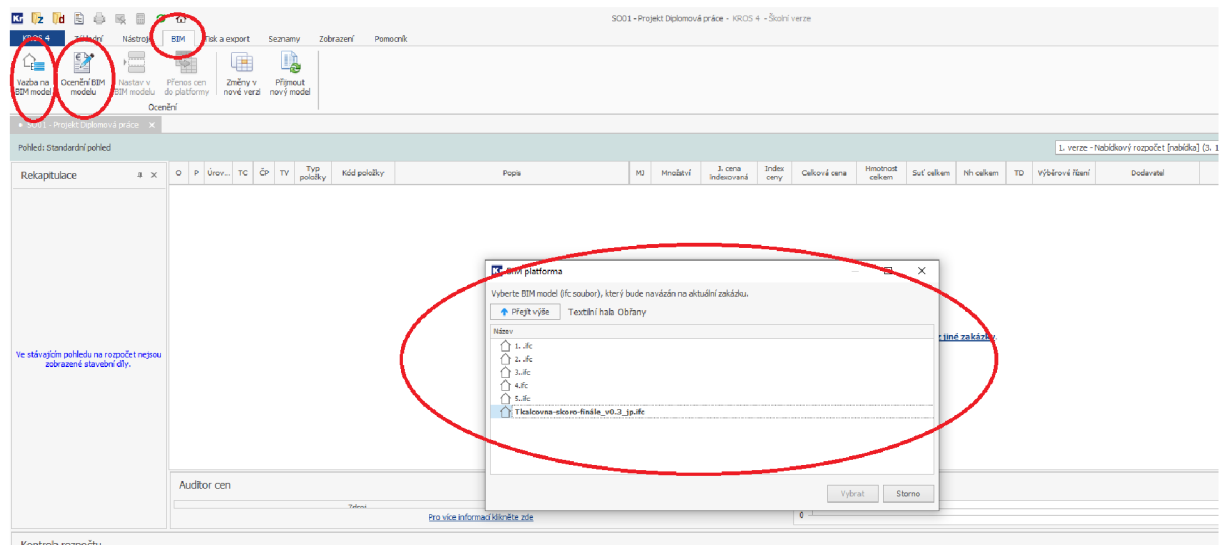 SO01 - Projekt Diplomová práce - KROS 4 - Školní verze
KROS 4 Základní Nástroje BIM Tisk a export Seznamy Zobrazení Export Pomocník
Vazba na BIM model
Ocenění BIM modelu
Nastav v BIM modelu
Přenos cen do platformy
Změny v nové verzi
Přijmout nový model
Ocenění
SO01 - Projekt Diplomová práce
Pohled: Standardní pohled
1. verze - Nabídkový rozpočet [nabídka] (3. 1
Rekapitulace
O P Úrov... TC ČP TV Typ položky Kód položky Popis MJ Množství J. cena indexovaná Index ceny Celková cena Hmotnost celkem Suť celkem Nh celkem TD Výběrové řízení Dodavatel
BIM platforma
Vyberte BIM model (ifc soubor), který bude navázán na aktuální zakázku.
Přejít výše Textilní hala Obřany
Název
1. .ifc
2. .ifc
3..ifc
4.ifc
5..ifc
Tkalcovna-skoro-finále_v0.3_jp.ifc
z jiné zakázky
Ve stávajícím pohledu na rozpočet nejsou
zobrazené stavební díly.
Vybrat Storno
Auditor cen
Zdroj
Pro více informací klikněte zde
0
Kontrola rozpočtu